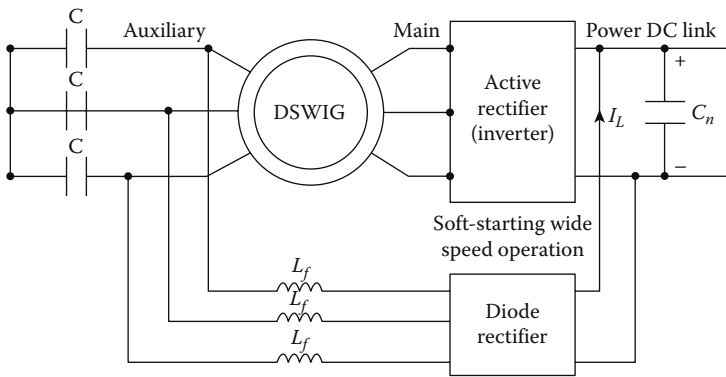 C
Auxiliary
Main
Power DC link
C
C
DSWIG
Active
rectifier
(inverter)
+
I_L
C_n
−
Soft-starting wide
speed operation
L_f
L_f
L_f
Diode
rectifier